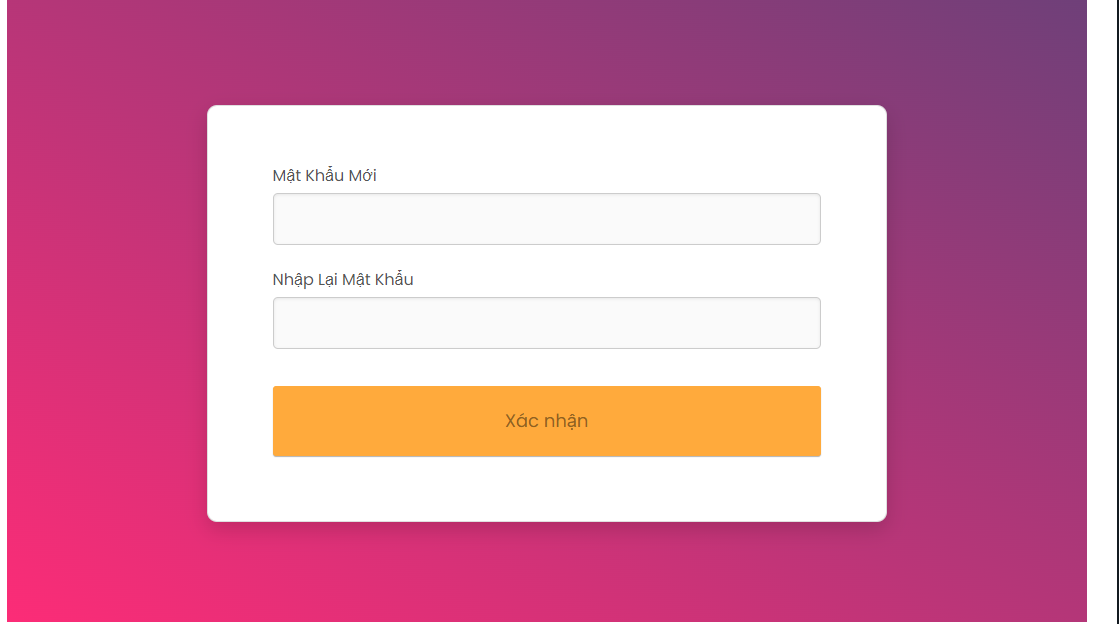 Mật Khẩu Mới
Nhập Lại Mật Khẩu
Xác nhận